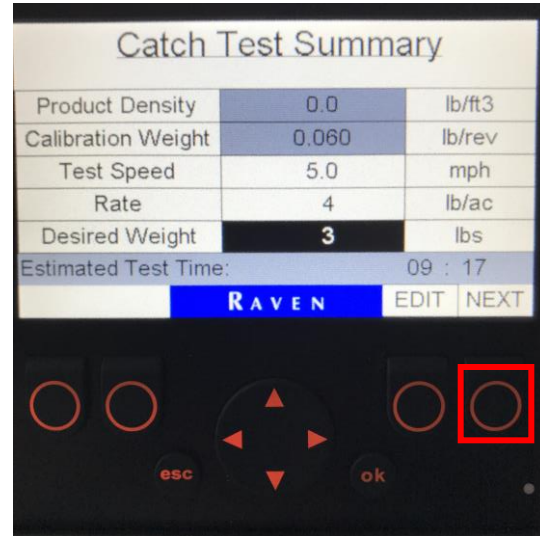 Catch Test Summary
Product Density 0.0 lb/ft3
Calibration Weight 0.060 lb/rev
Test Speed 5.0 mph
Rate 4 lb/ac
Desired Weight 3 lbs
Estimated Test Time: 09 : 17
RAVEN EDIT NEXT
esc ok